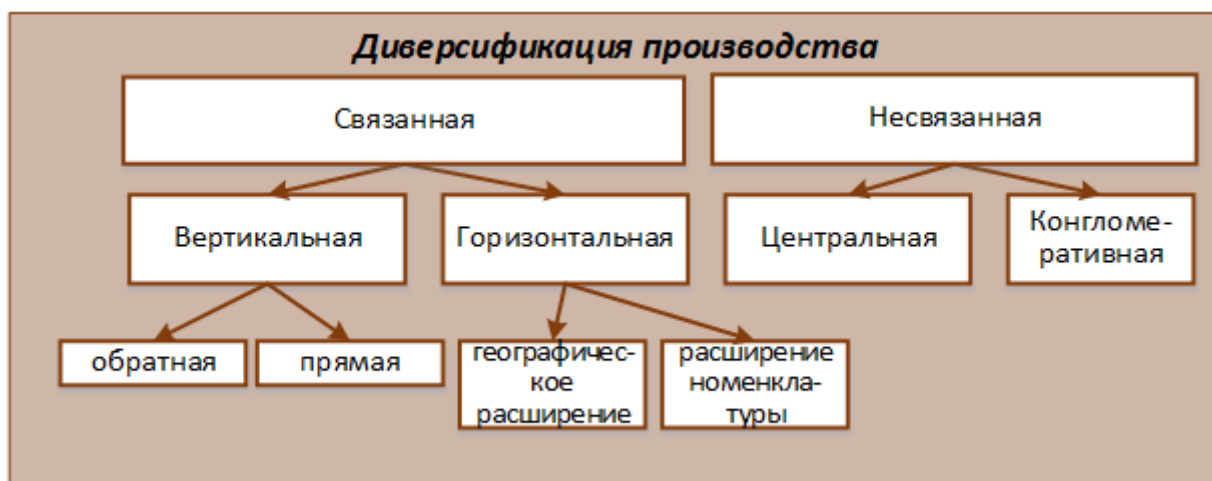 Диверсификация производства
Связанная
Несвязанная
Вертикальная
Горизонтальная
Центральная
Конгломе-
ративная
обратная
прямая
географичес-
кое
расширение
расширение
номенкла-
туры